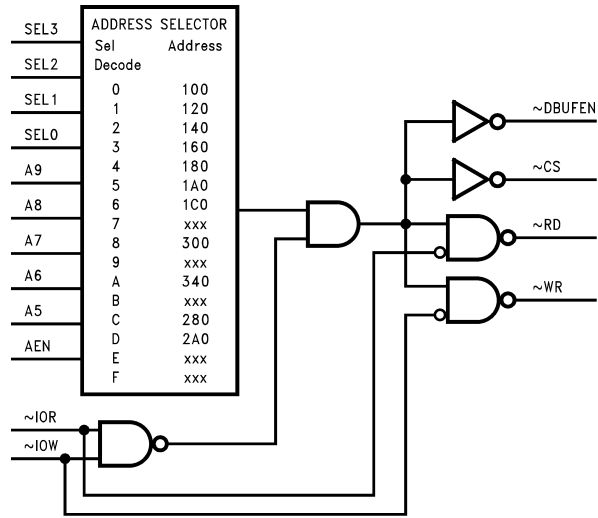 SEL3
SEL2
SEL1
SEL0
A9
A8
A7
A6
A5
AEN
~IOR
~IOW
ADDRESS SELECTOR
Sel Address
Decode
0 100
1 120
2 140
3 160
4 180
5 1A0
6 1C0
7 xxx
8 300
9 xxx
A 340
B xxx
C 280
D 2A0
E xxx
F xxx
~DBUFEN
~CS
~RD
~WR